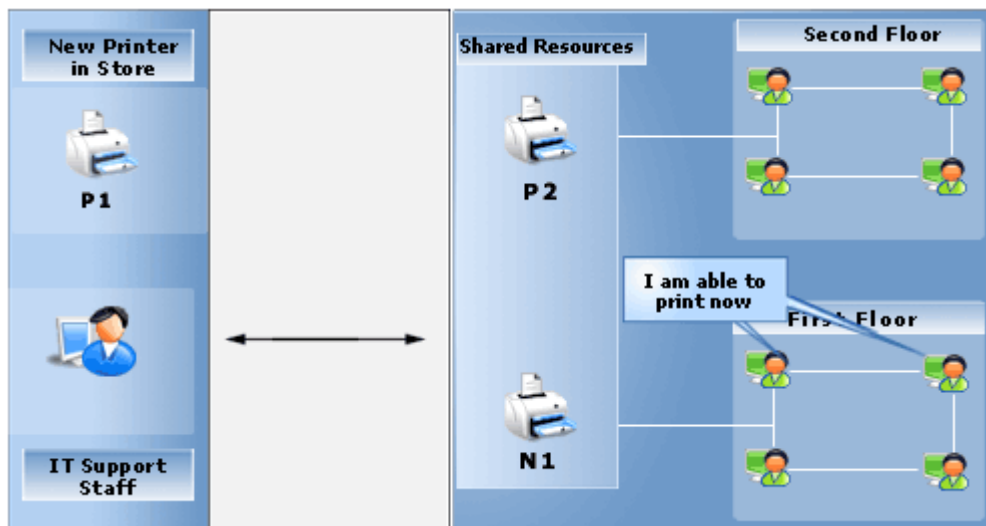 New Printer
in Store
P1
IT Support
Staff
Shared Resources
P2
N1
Second Floor
I am able to
print now
First Floor